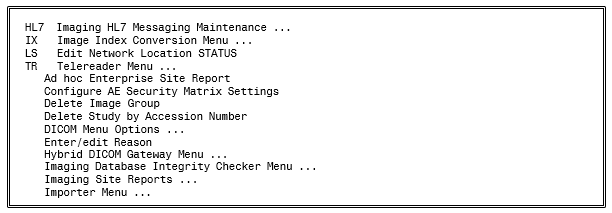 HL7  Imaging HL7 Messaging Maintenance ...
IX   Image Index Conversion Menu ...
LS   Edit Network Location STATUS
TR   Telereader Menu ...
Ad hoc Enterprise Site Report
Configure AE Security Matrix Settings
Delete Image Group
Delete Study by Accession Number
DICOM Menu Options ...
Enter/edit Reason
Hybrid DICOM Gateway Menu ...
Imaging Database Integrity Checker Menu ...
Imaging Site Reports ...
Importer Menu ...